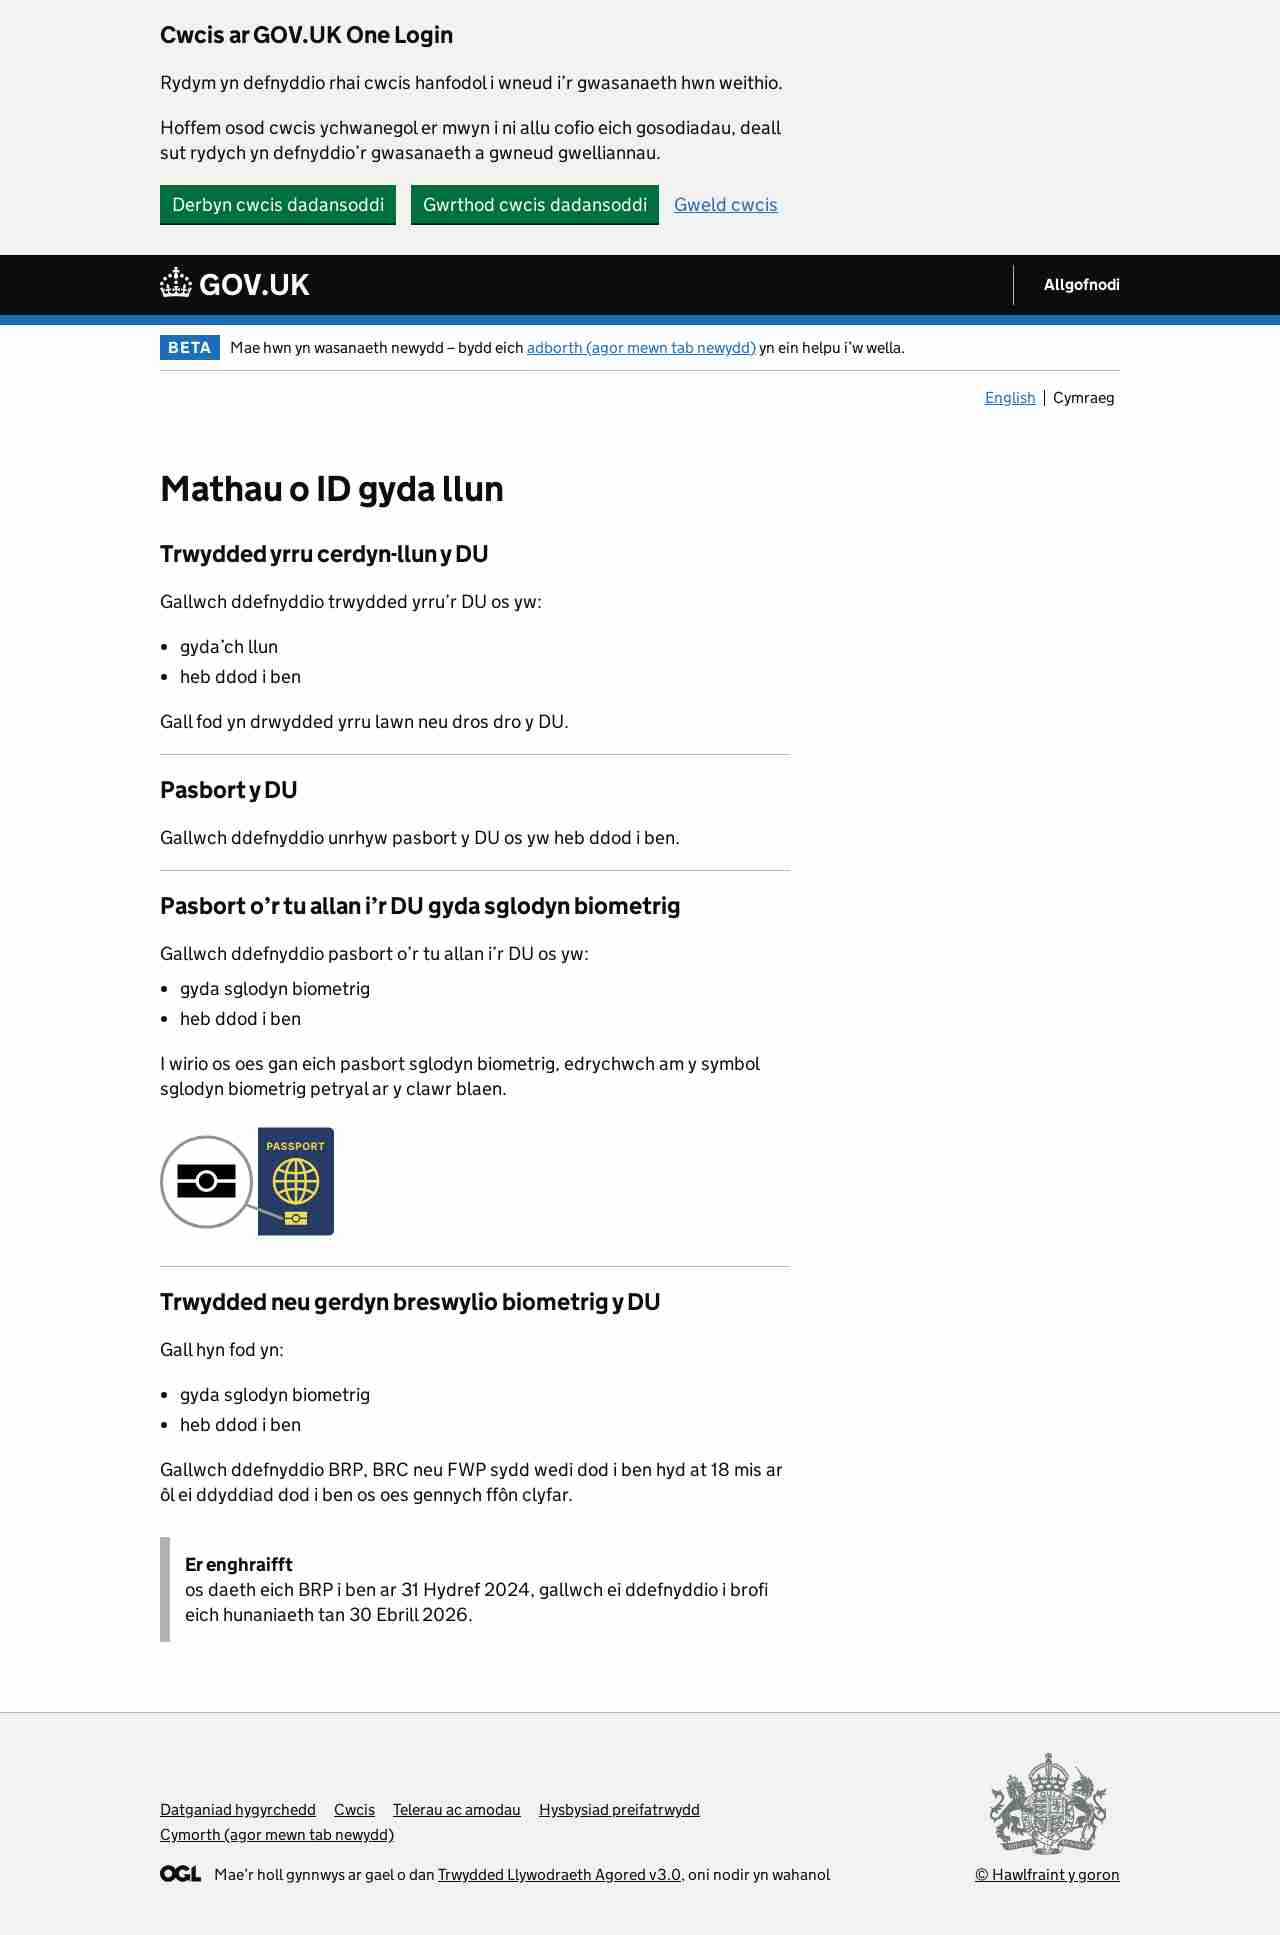 Cwcis ar GOV.UK One Login
Rydym yn defnyddio rhai cwcis hanfodol i wneud i’r gwasanaeth hwn weithio.
Hoffem osod cwcis ychwanegol er mwyn i ni allu cofio eich gosodiadau, deall
sut rydych yn defnyddio’r gwasanaeth a gwneud gwelliannau.
Derbyn cwcis dadansoddi Gwrthod cwcis dadansoddi Gweld cwcis
GOV.UK Allgofnodi
BETA Mae hwn yn wasanaeth newydd – bydd eich adborth (agor mewn tab newydd) yn ein helpu i’w wella.
English Cymraeg
Mathau o ID gyda llun
Trwydded yrru cerdyn-llun y DU
Gallwch ddefnyddio trwydded yrru’r DU os yw:
• gyda’ch llun
• heb ddod i ben
Gall fod yn drwydded yrru lawn neu dros dro y DU.
Pasbort y DU
Gallwch ddefnyddio unrhyw pasbort y DU os yw heb ddod i ben.
Pasbort o’r tu allan i’r DU gyda sglodyn biometrig
Gallwch ddefnyddio pasbort o’r tu allan i’r DU os yw:
• gyda sglodyn biometrig
• heb ddod i ben
I wirio os oes gan eich pasbort sglodyn biometrig, edrychwch am y symbol
sglodyn biometrig petryal ar y clawr blaen.
PASSPORT
Trwydded neu gerdyn breswylio biometrig y DU
Gall hyn fod yn:
• gyda sglodyn biometrig
• heb ddod i ben
Gallwch ddefnyddio BRP, BRC neu FWP sydd wedi dod i ben hyd at 18 mis ar
ôl ei ddyddiad dod i ben os oes gennych ffôn clyfar.
Er enghraifft
os daeth eich BRP i ben ar 31 Hydref 2024, gallwch ei ddefnyddio i brofi
eich hunaniaeth tan 30 Ebrill 2026.
Datganiad hygyrchedd Cwcis Telerau ac amodau Hysbysiad preifatrwydd
Cymorth (agor mewn tab newydd)
OGL Mae’r holl gynnwys ar gael o dan Trwydded Llywodraeth Agored v3.0, oni nodir yn wahanol
© Hawlfraint y goron